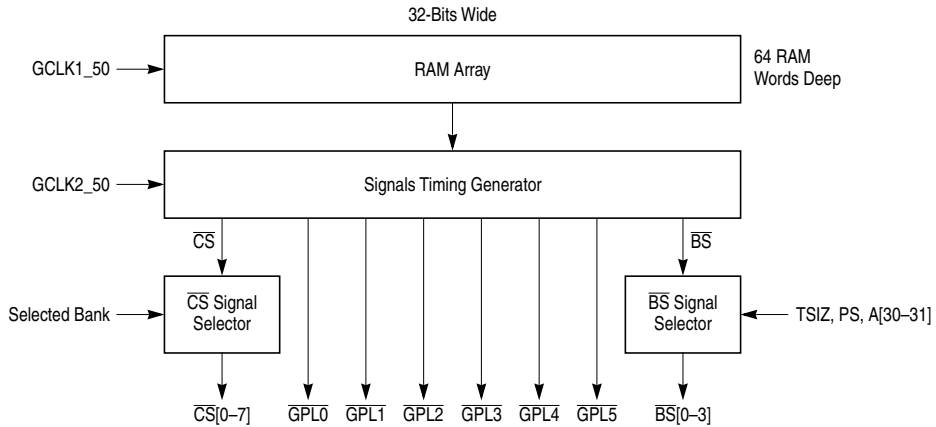 32-Bits Wide
GCLK1_50
RAM Array
64 RAM
Words Deep
GCLK2_50
Signals Timing Generator
CS
BS
Selected Bank
CS Signal
Selector
BS Signal
Selector
TSIZ, PS, A[30–31]
CS[0–7]
GPL0
GPL1
GPL2
GPL3
GPL4
GPL5
BS[0–3]